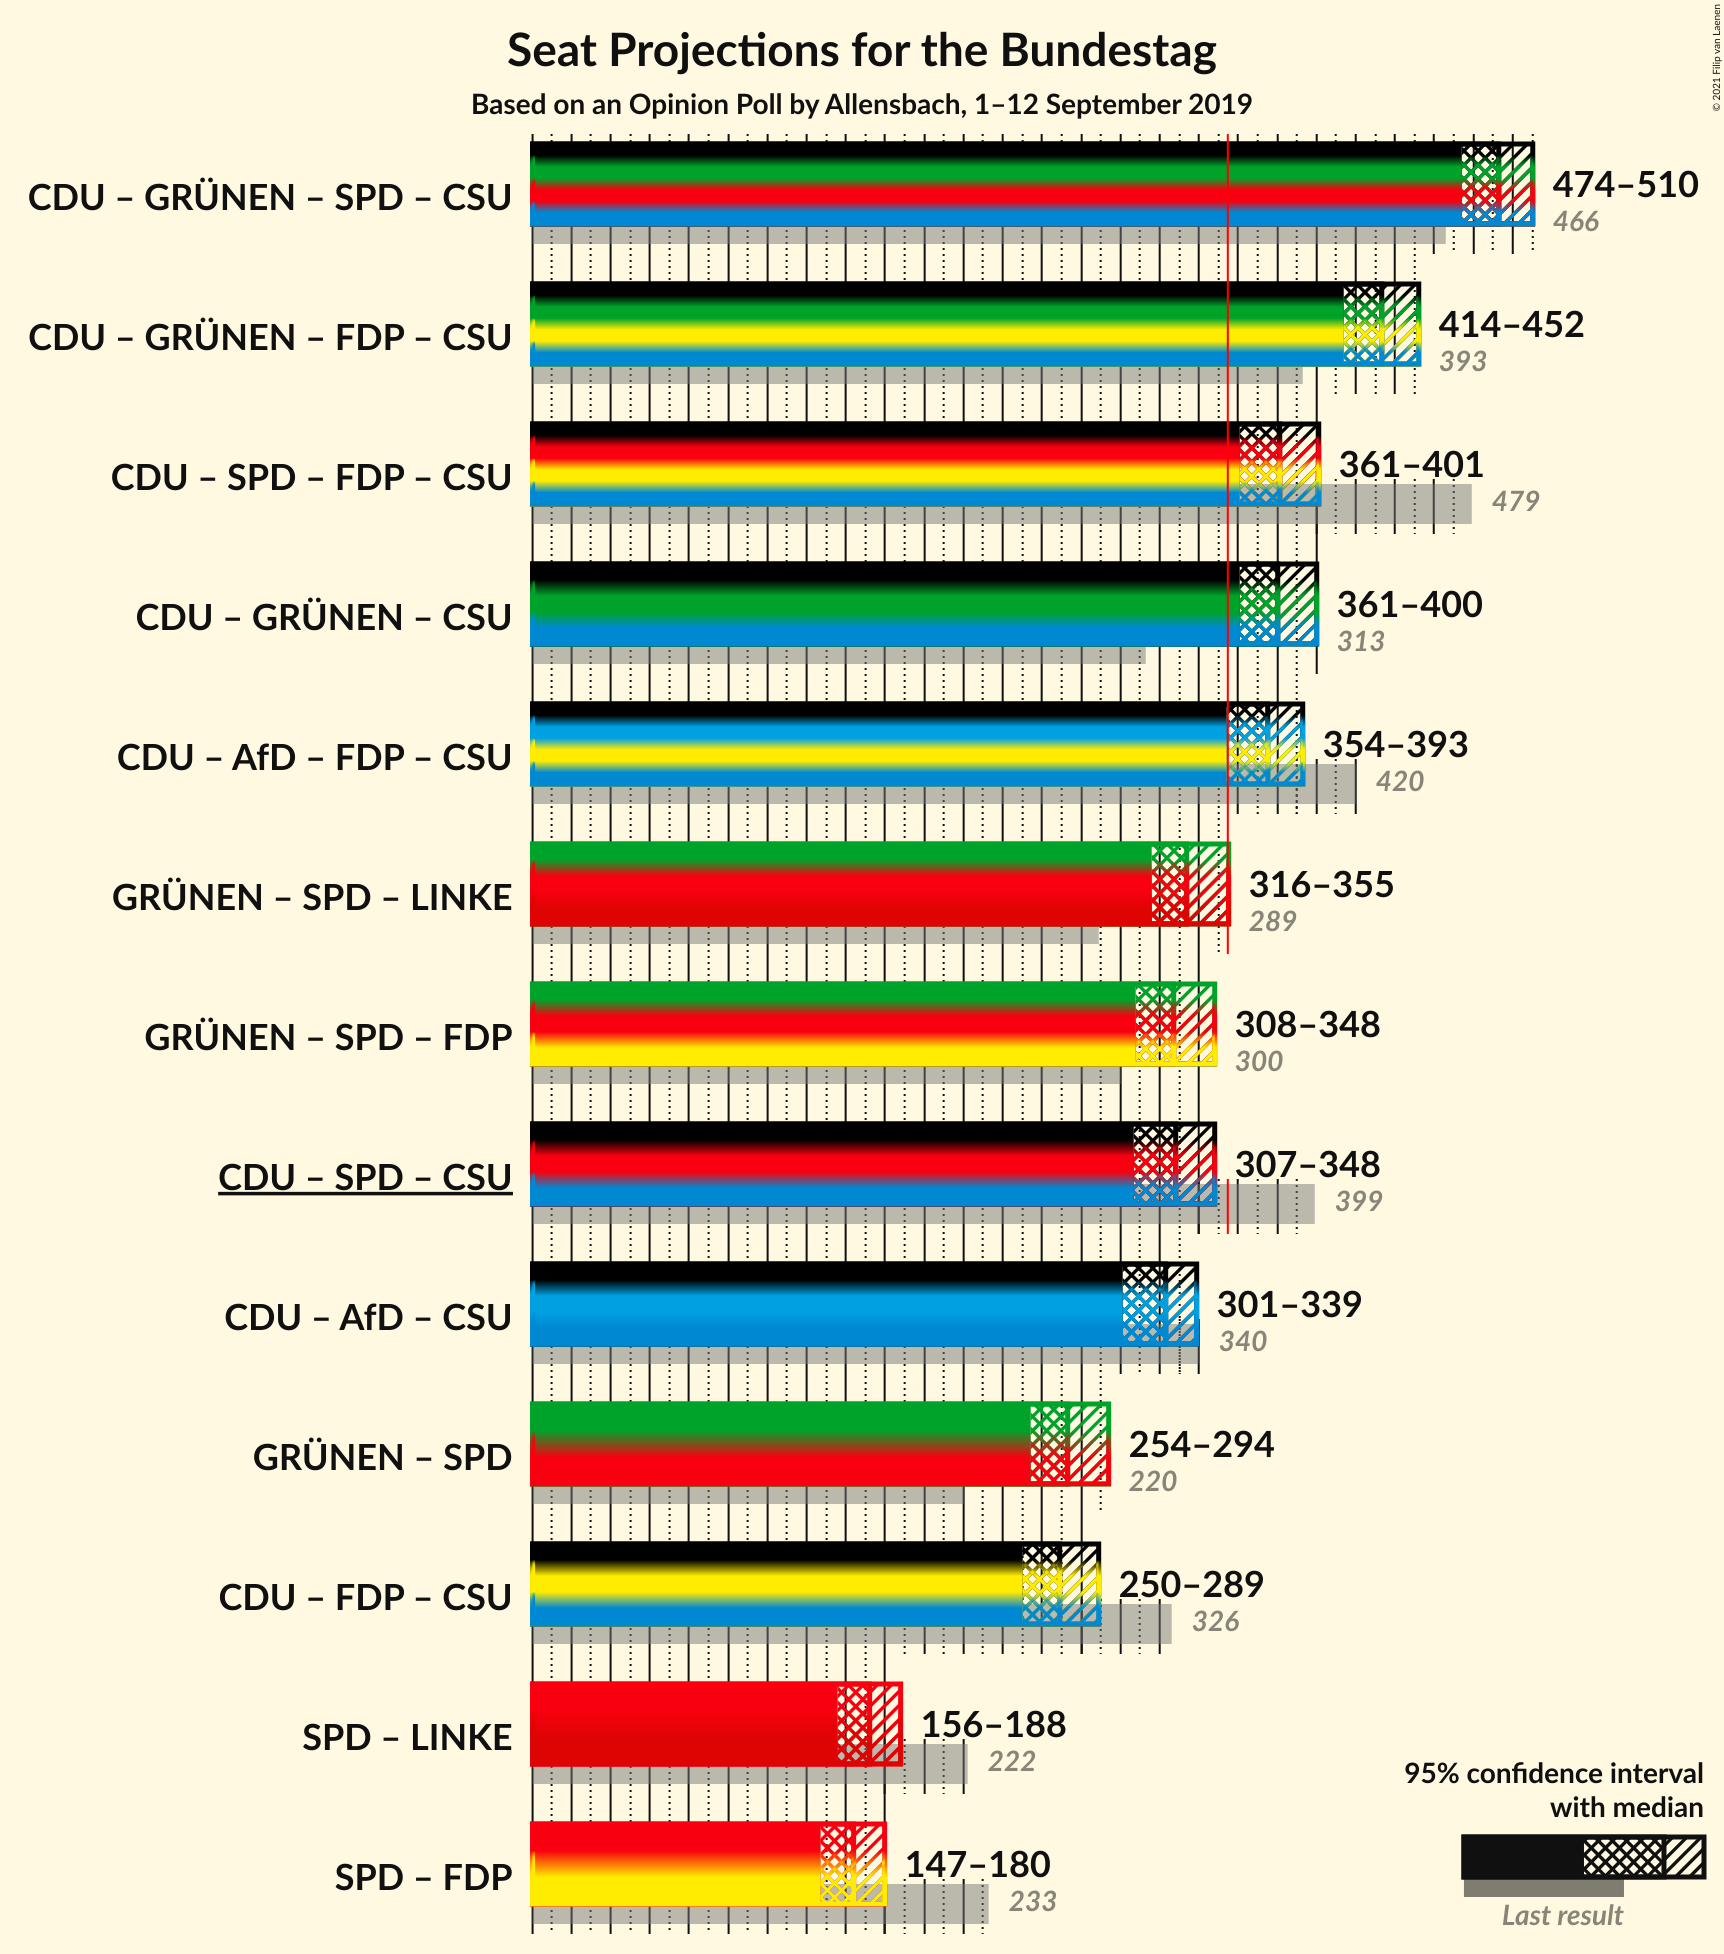 Seat Projections for the Bundestag
Based on an Opinion Poll by Allensbach, 1–12 September 2019
© 2021 Filip van Laenen
CDU – GRÜNEN – SPD – CSU
474–510
466
CDU – GRÜNEN – FDP – CSU
414–452
393
CDU – SPD – FDP – CSU
361–401
479
CDU – GRÜNEN – CSU
361–400
313
CDU – AfD – FDP – CSU
354–393
420
GRÜNEN – SPD – LINKE
316–355
289
GRÜNEN – SPD – FDP
308–348
300
CDU – SPD – CSU
307–348
399
CDU – AfD – CSU
301–339
340
GRÜNEN – SPD
254–294
220
CDU – FDP – CSU
250–289
326
SPD – LINKE
156–188
222
SPD – FDP
147–180
233
95% confidence interval
with median
Last result